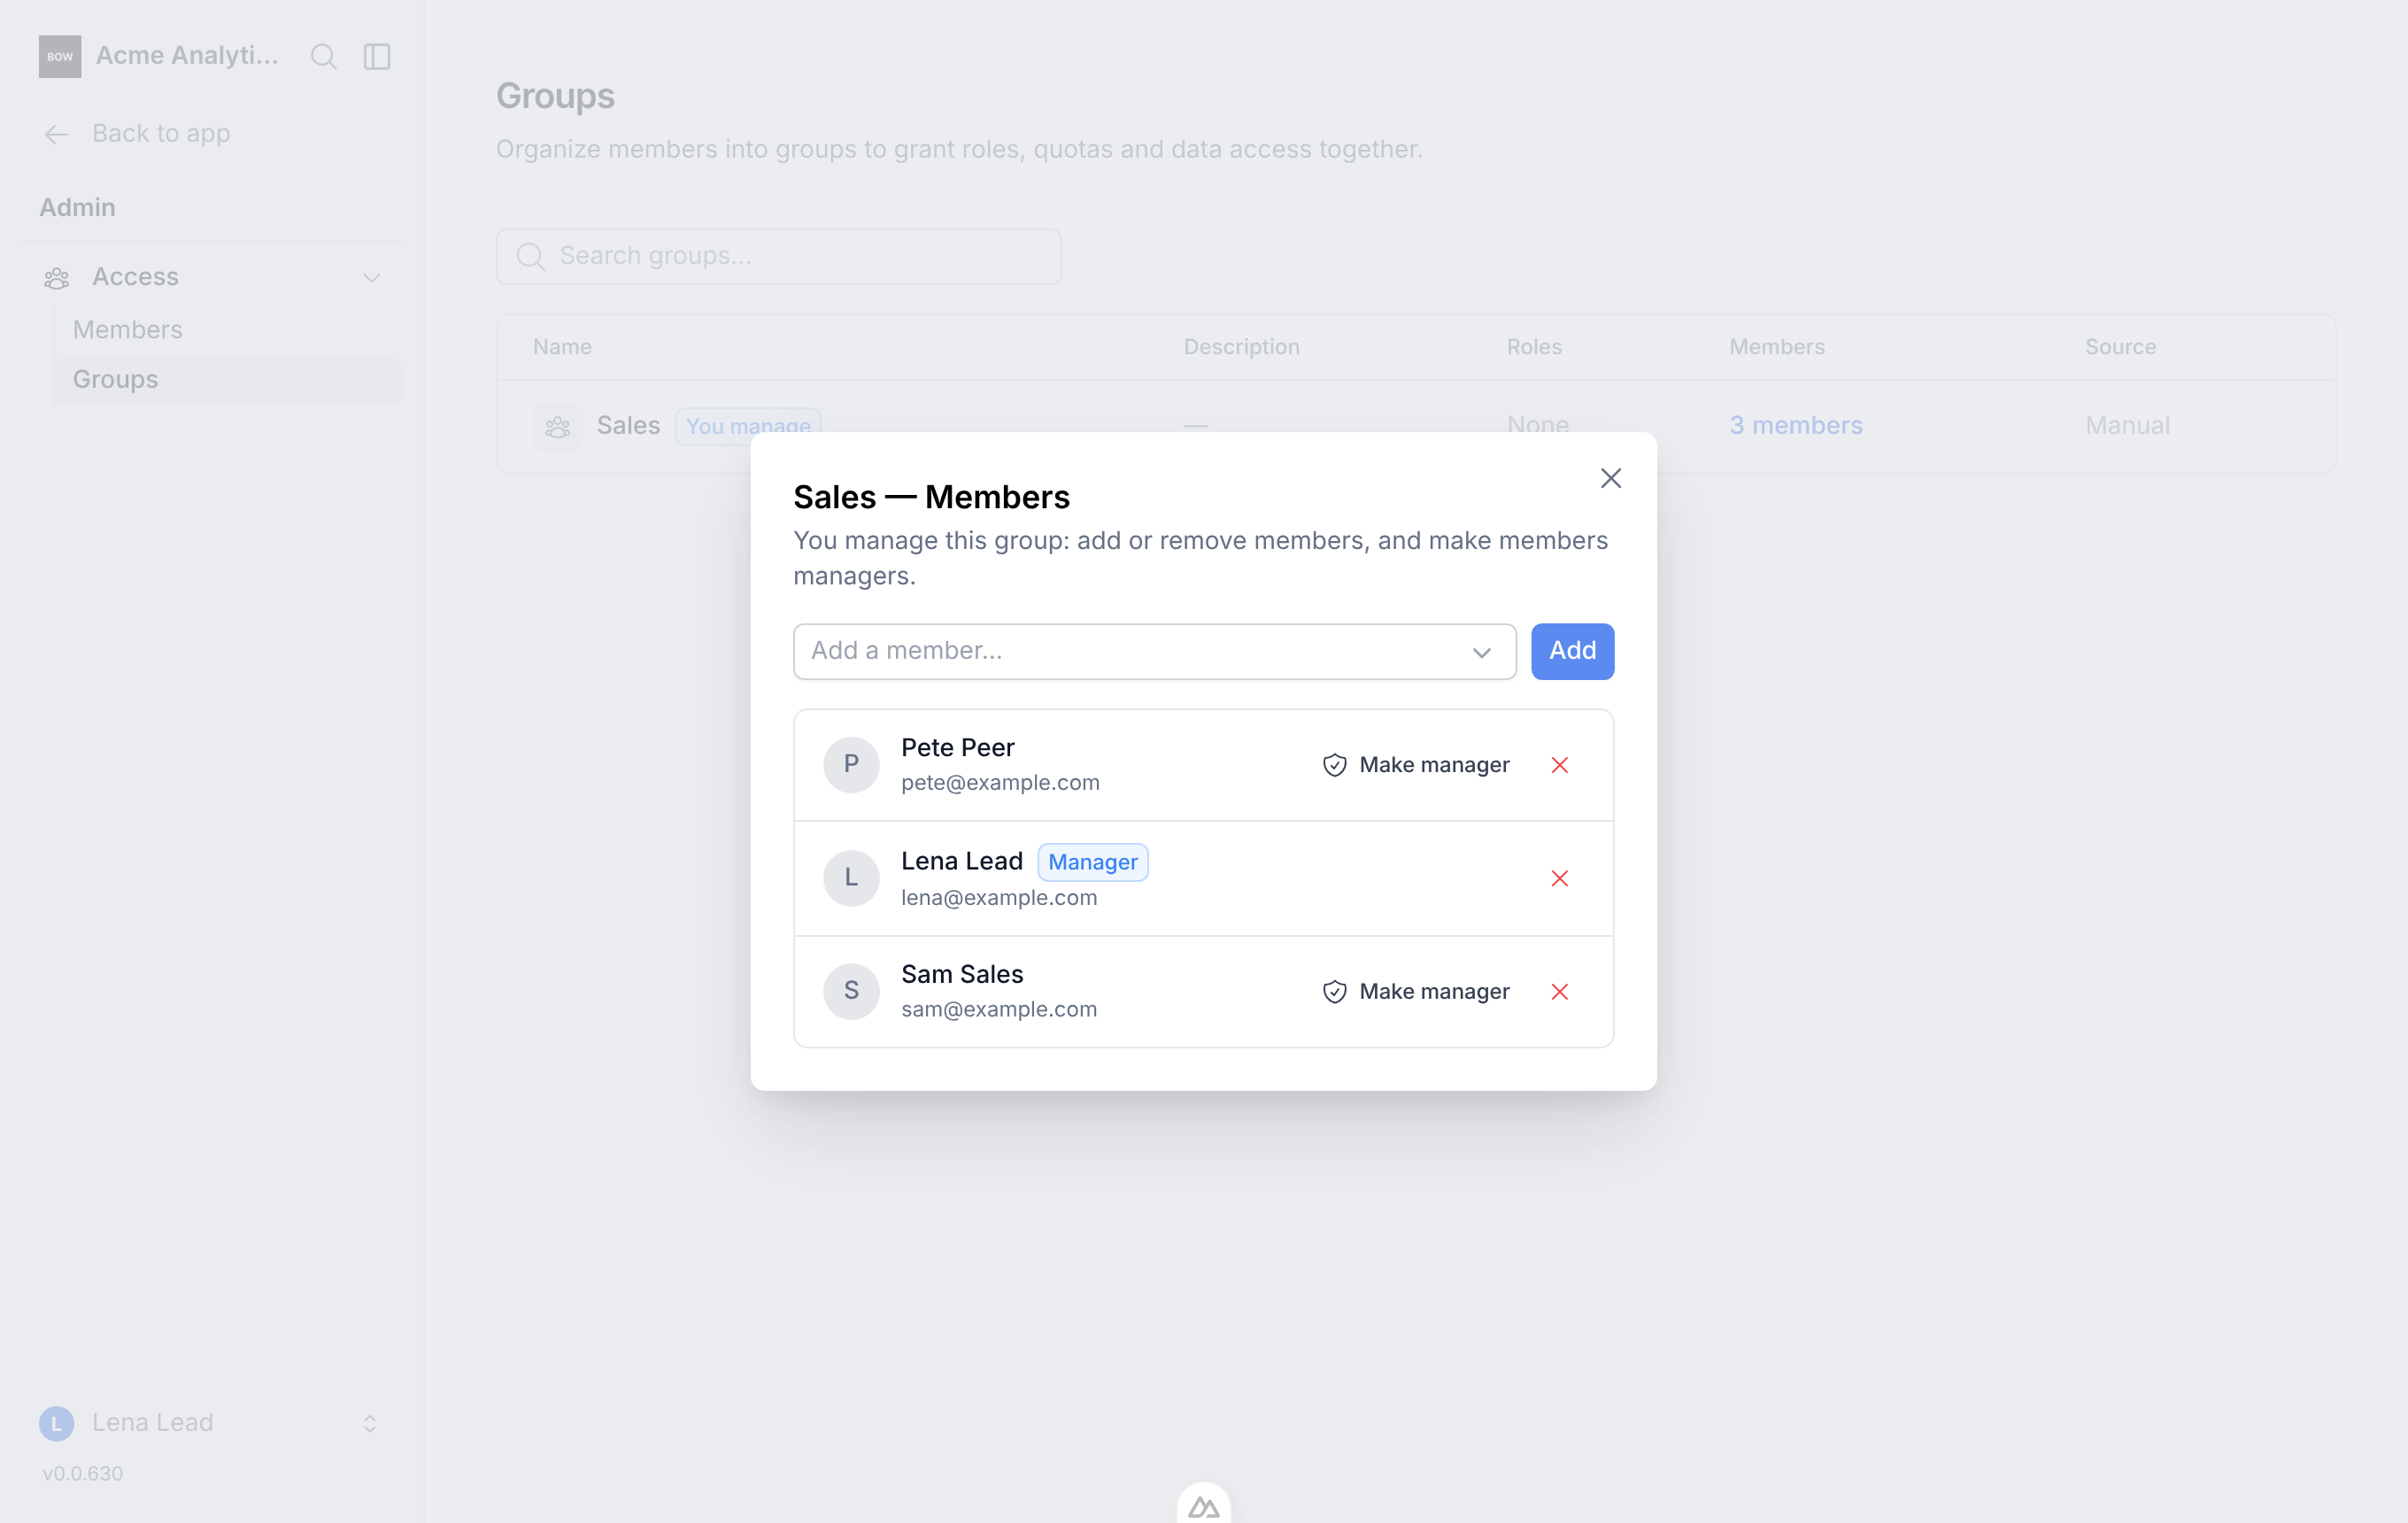 BOW
Acme Analyti...
Back to app
Admin
Access
Members
Groups
Groups
Organize members into groups to grant roles, quotas and data access together.
Search groups...
Name Description Roles Members Source
Sales You manage — None 3 members Manual
Sales — Members
You manage this group: add or remove members, and make members
managers.
Add a member... Add
P Pete Peer
pete@example.com
Make manager
L Lena Lead Manager
lena@example.com
S Sam Sales
sam@example.com
Make manager
L Lena Lead
v0.0.630